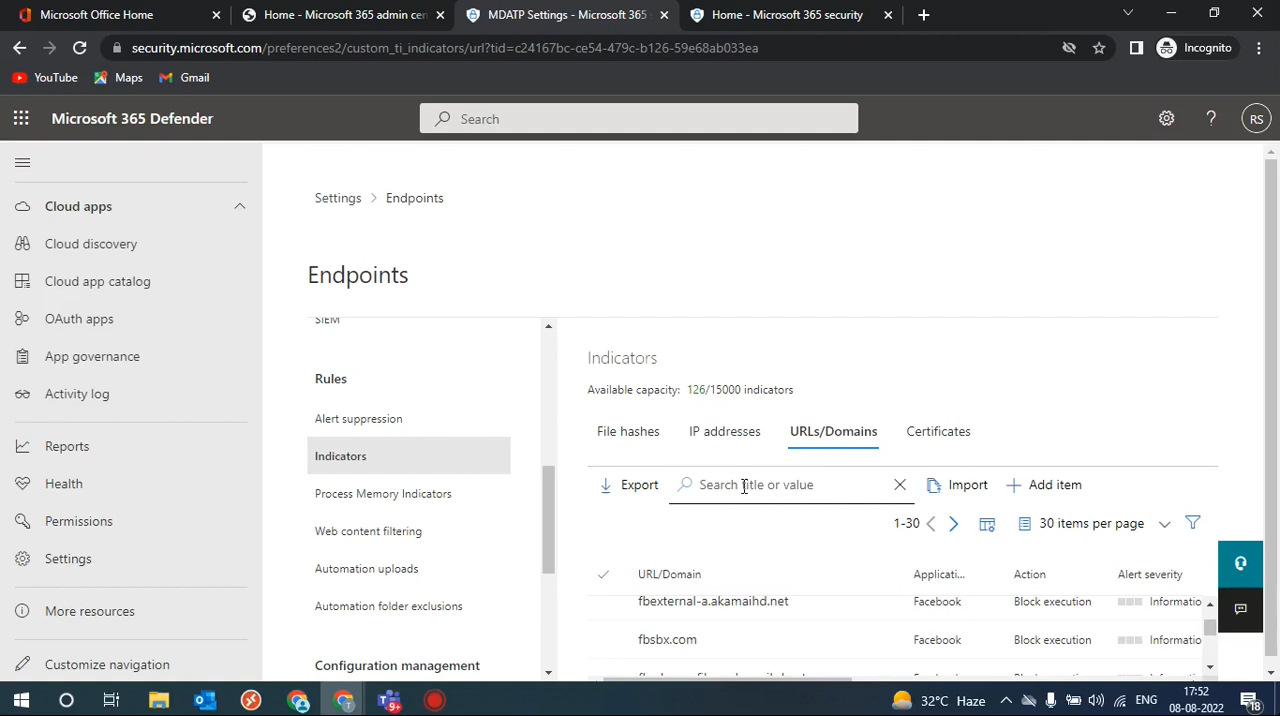 Microsoft Office Home
Home - Microsoft 365 admin cen
MDATP Settings - Microsoft 365
Home - Microsoft 365 security
security.microsoft.com/preferences2/custom_ti_indicators/url?tid=c24167bc-ce54-479c-b126-59e68ab033ea
Incognito
YouTube
Maps
Gmail
Microsoft 365 Defender
Search
RS
Settings > Endpoints
Cloud apps
Cloud discovery
Cloud app catalog
OAuth apps
App governance
Activity log
Reports
Health
Permissions
Settings
More resources
Customize navigation
Endpoints
SIEM
Rules
Alert suppression
Indicators
Process Memory Indicators
Web content filtering
Automation uploads
Automation folder exclusions
Configuration management
Indicators
Available capacity: 126/15000 indicators
File hashes
IP addresses
URLs/Domains
Certificates
Export
Search title or value
Import
Add item
1-30
30 items per page
URL/Domain
Applicati...
Action
Alert severity
fbexternal-a.akamaihd.net
Facebook
Block execution
Informatio
fbsbx.com
Facebook
Block execution
Informatio
9+
32°C Haze
ENG
17:52
08-08-2022
18